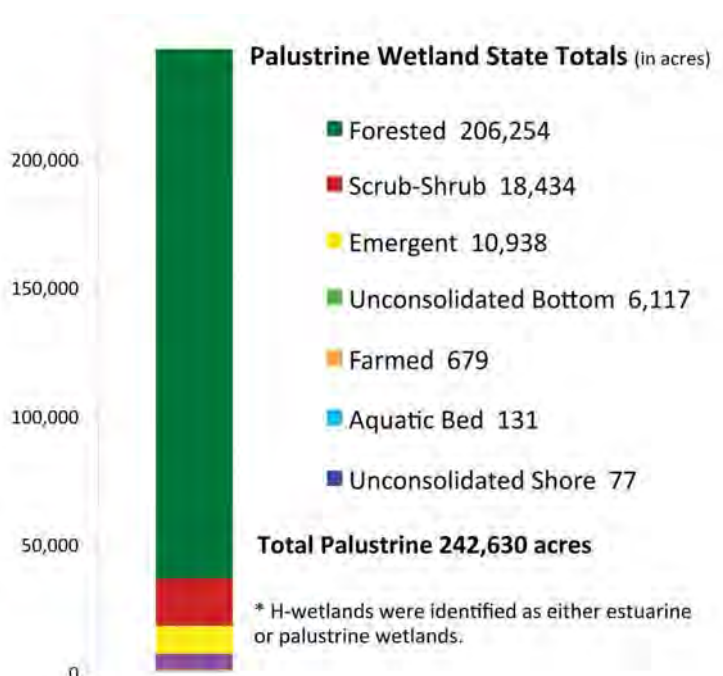 Palustrine Wetland State Totals (in acres)
200,000
150,000
100,000
50,000
0
Forested 206,254
Scrub-Shrub 18,434
Emergent 10,938
Unconsolidated Bottom 6,117
Farmed 679
Aquatic Bed 131
Unconsolidated Shore 77
Total Palustrine 242,630 acres
* H-wetlands were identified as either estuarine
or palustrine wetlands.